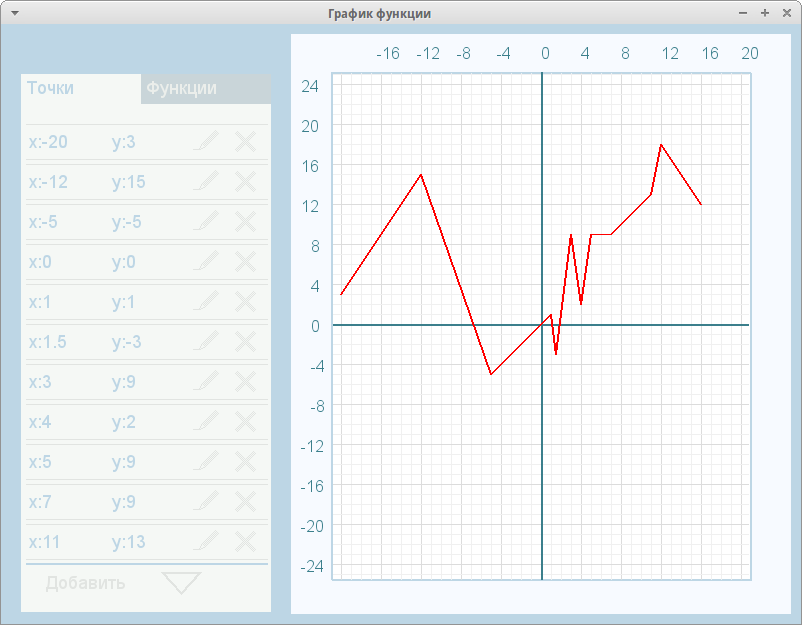 График функции
Точки Функции
x:-20 y:3
x:-12 y:15
x:-5 y:-5
x:0 y:0
x:1 y:1
x:1.5 y:-3
x:3 y:9
x:4 y:2
x:5 y:9
x:7 y:9
x:11 y:13
Добавить
-16 -12 -8 -4 0 4 8 12 16 20
24
20
16
12
8
4
0
-4
-8
-12
-16
-20
-24